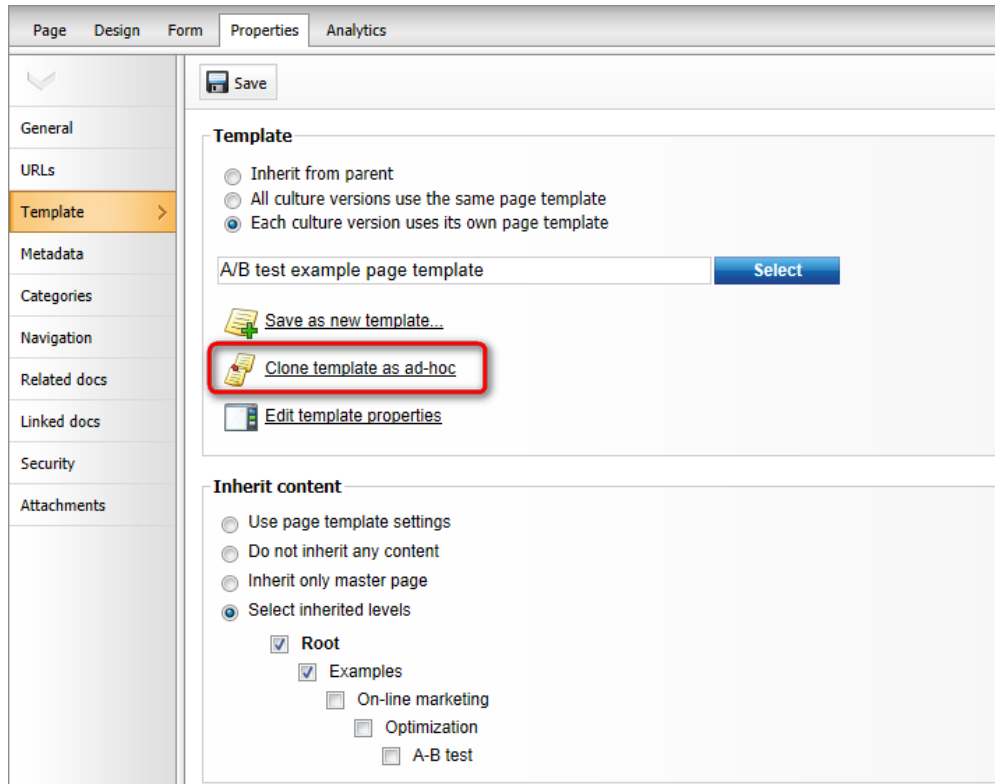 Page Design Form Properties Analytics
Save
General
URLs
Template
Metadata
Categories
Navigation
Related docs
Linked docs
Security
Attachments
Template
Inherit from parent
All culture versions use the same page template
Each culture version uses its own page template
A/B test example page template Select
Save as new template...
Clone template as ad-hoc
Edit template properties
Inherit content
Use page template settings
Do not inherit any content
Inherit only master page
Select inherited levels
Root
Examples
On-line marketing
Optimization
A-B test